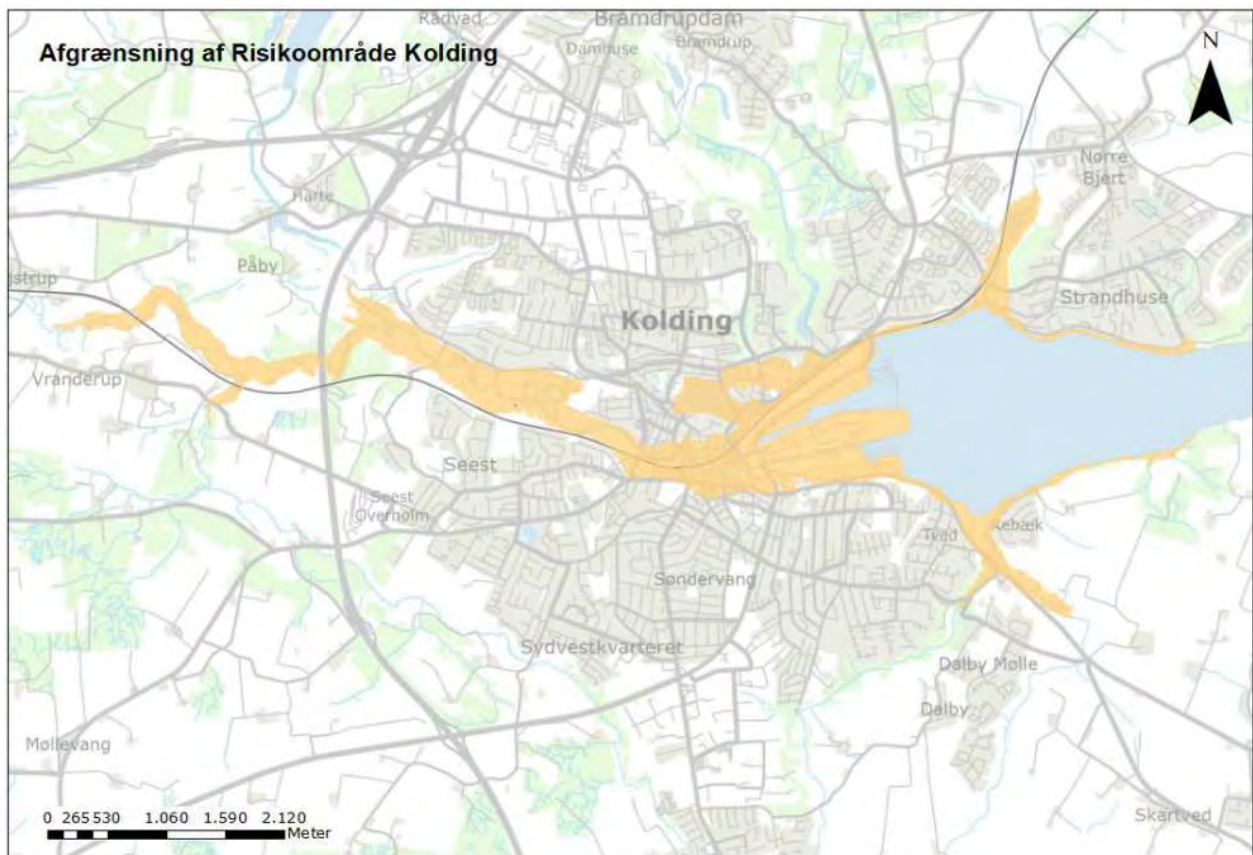 Rådvad
Bramdrupdam
Afgrænsning af Risikoområde Kolding
Damhuse
Bramdrup
N
Nørre
Bjert
Harte
Påby
Strandhuse
Kolding
Vranderup
Seest
Seest
Overholm
Tved
Rebæk
Søndervang
Sydvestkvarteret
Dalby Mølle
Dalby
Møllevang
Skartved
0 265 530 1.060 1.590 2.120
Meter